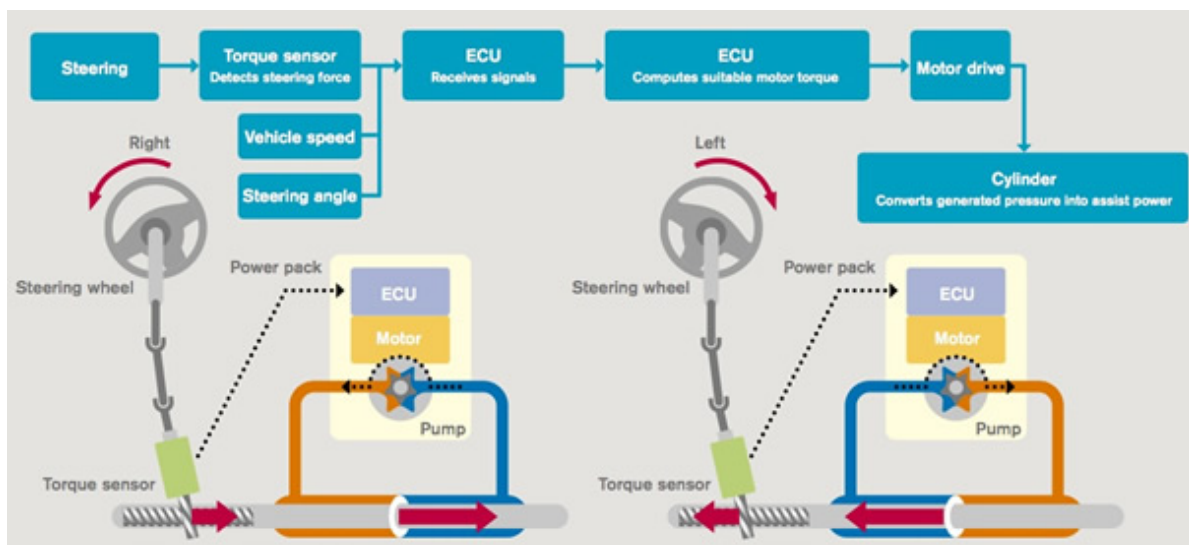 Steering
Torque sensor
Detects steering force
ECU
Receives signals
ECU
Computes suitable motor torque
Motor drive
Vehicle speed
Steering angle
Cylinder
Converts generated pressure into assist power
Right
Steering wheel
Power pack
ECU
Motor
Pump
Torque sensor
Left
Steering wheel
Power pack
ECU
Motor
Pump
Torque sensor